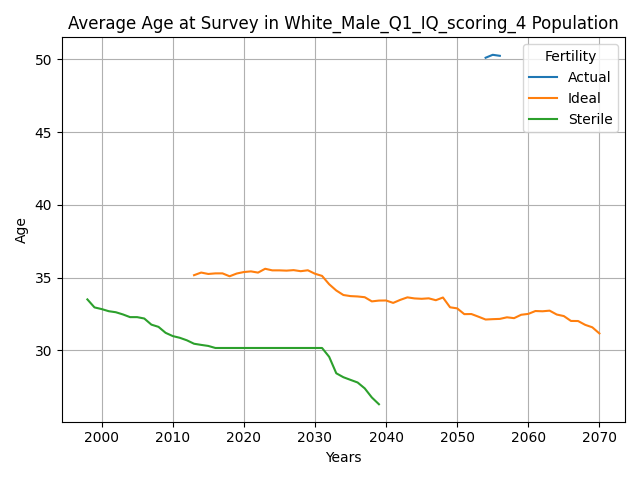 Average Age at Survey in White_Male_Q1_IQ_scoring_4 Population
Fertility
Actual
Ideal
Sterile
Age
50
45
40
35
30
2000 2010 2020 2030 2040 2050 2060 2070
Years